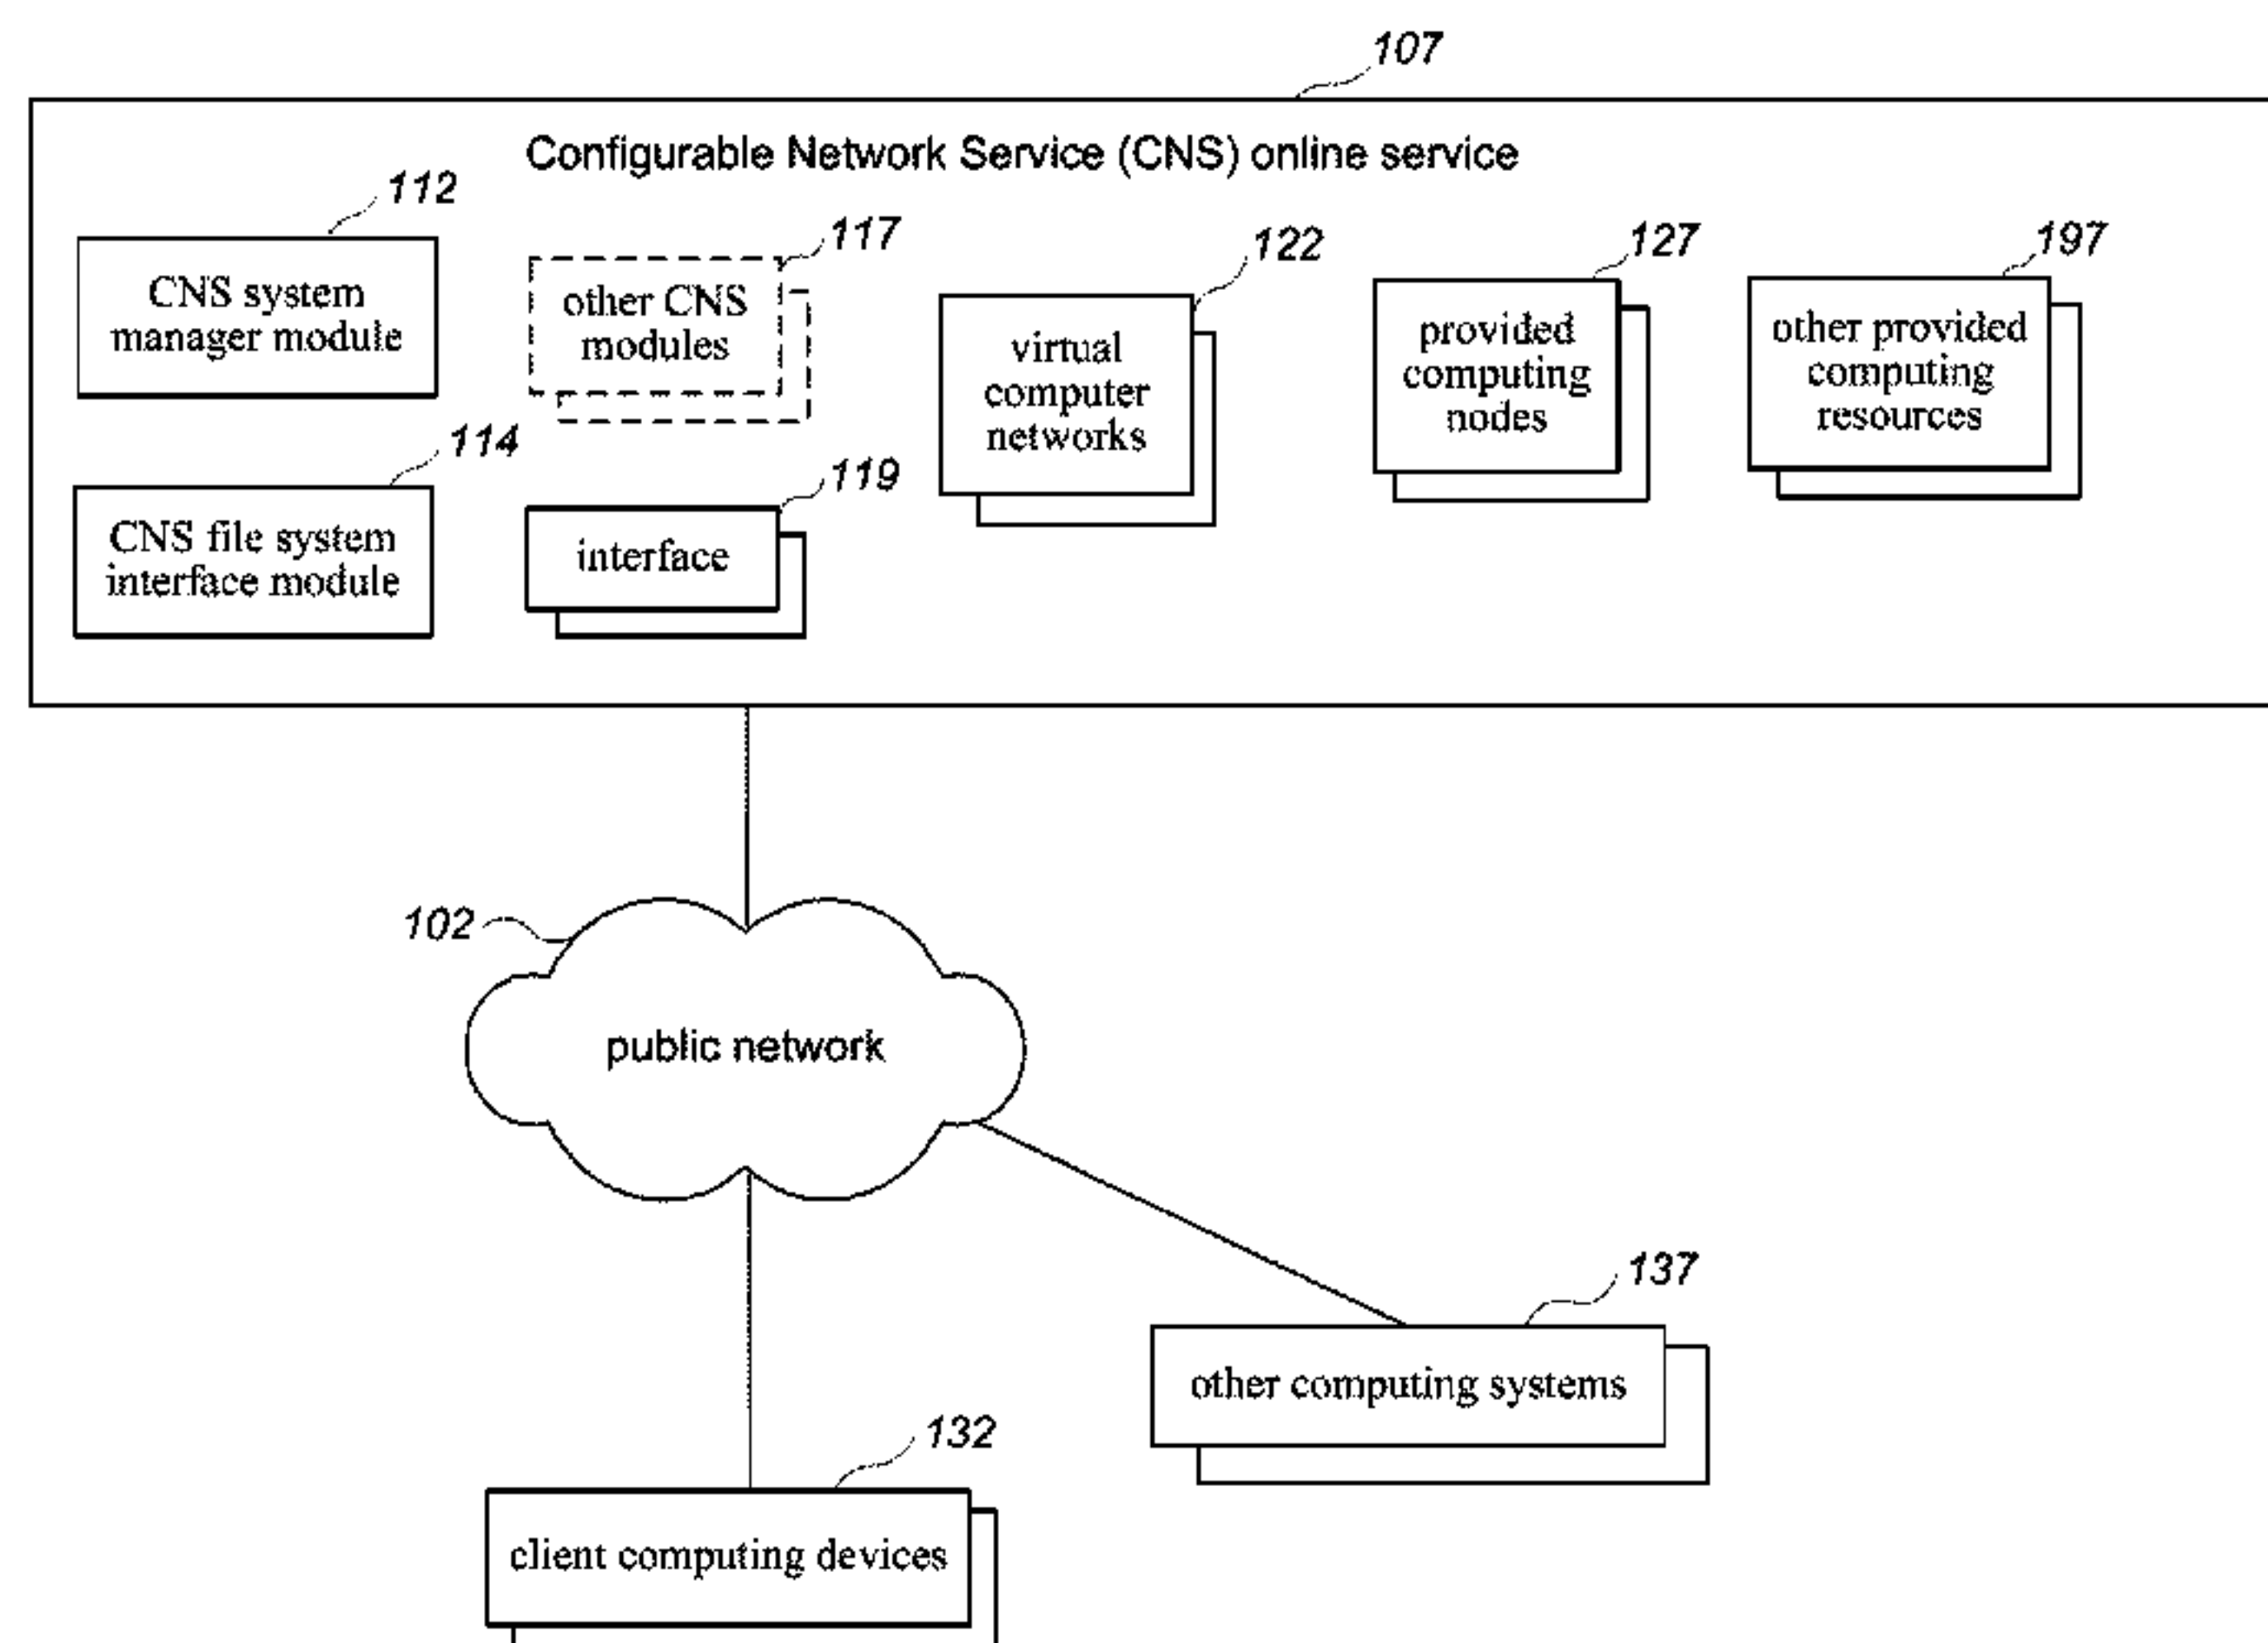 107
Configurable Network Service (CNS) online service
112
117
122
127
197
CNS system
manager module
other CNS
modules
virtual
computer
networks
provided
computing
nodes
other provided
computing
resources
114
119
CNS file system
interface module
interface
102
public network
137
other computing systems
132
client computing devices